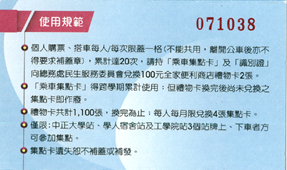 使用規範
071038
個人購票、搭車每人/每次限蓋一格(不能共用，離開公車後亦不
得要求補蓋章)，累計達20次，請持「乘車集點卡」及「識別證」
向總務處民生服務委員會兌換100元全家便利商店禮物卡2張。
「乘車集點卡」得跨學期累計使用；但禮物卡換完後尚未兌換之
集點卡即作廢。
禮物卡共計1,100張，換完為止；每人每月限兌換4張集點卡。
僅限:中正大學站、學人宿舍站及工學院站3個站牌上、下車者方
可參加集點。
集點卡遺失恕不補蓋或補發。